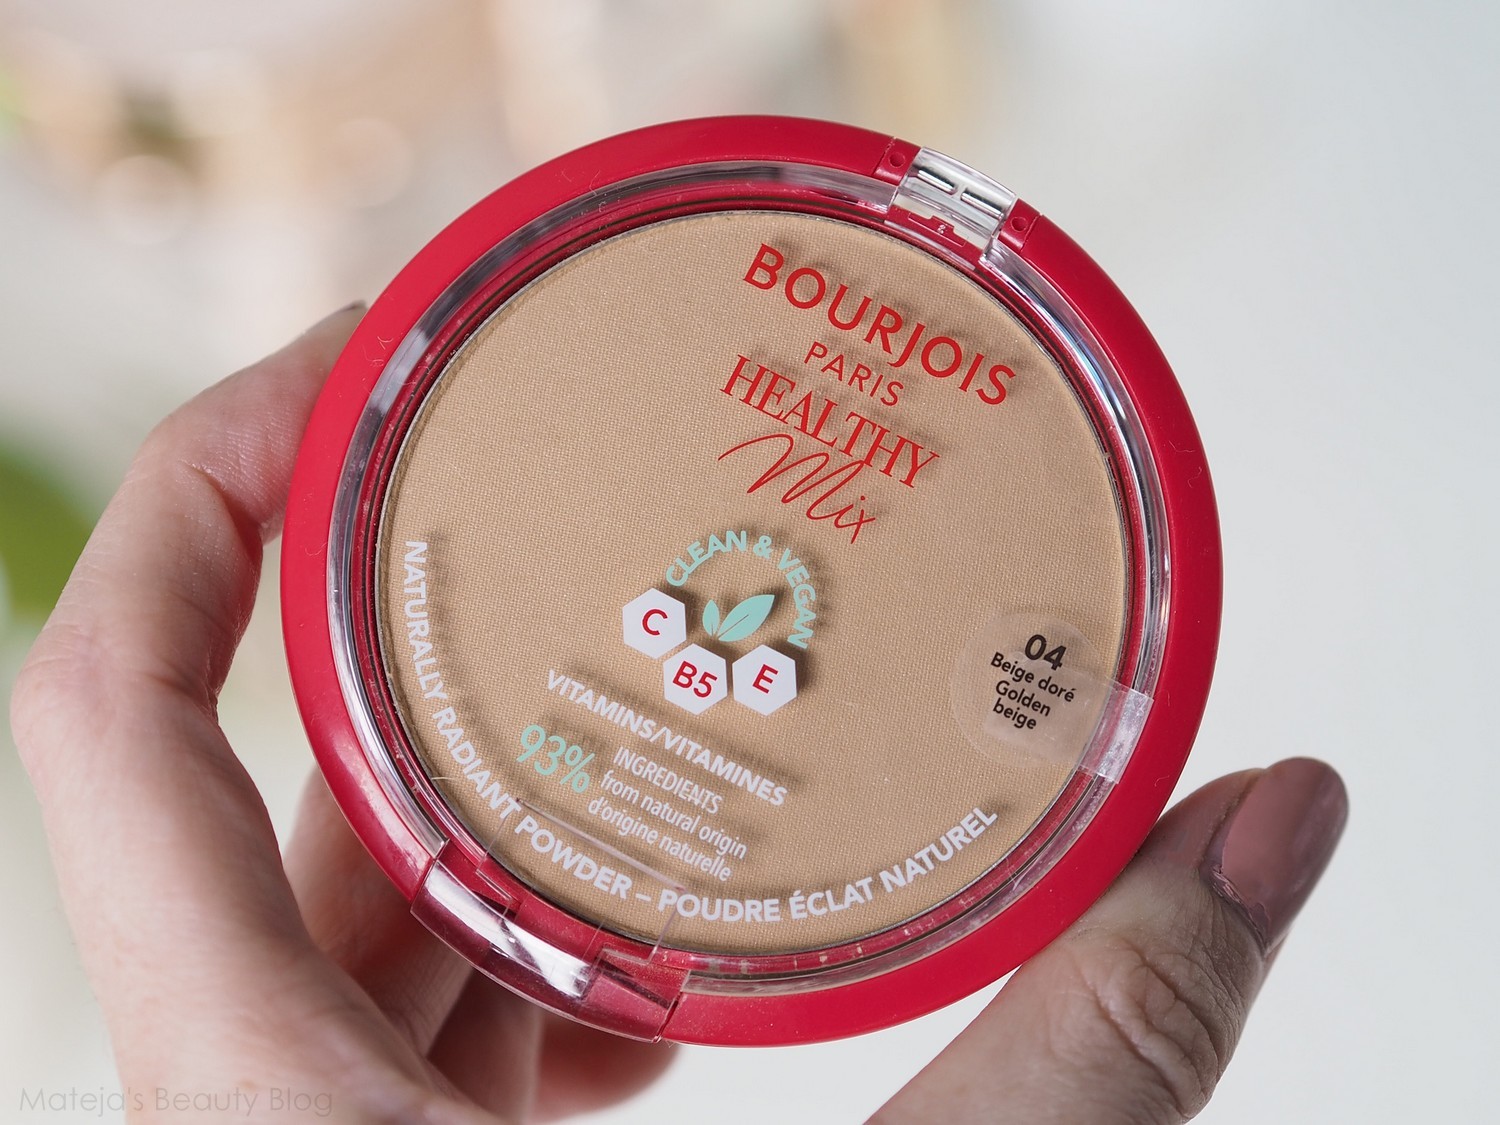 BOURJOIS
PARIS
HEALTHY
Mix
CLEAN & VEGAN
C
B5
E
VITAMINS/VITAMINES
93%
INGREDIENTS
from natural origin
d'origine naturelle
NATURALLY RADIANT POWDER – POUDRE ÉCLAT NATUREL
04
Beige doré
Golden
beige
Mateja's Beauty Blog